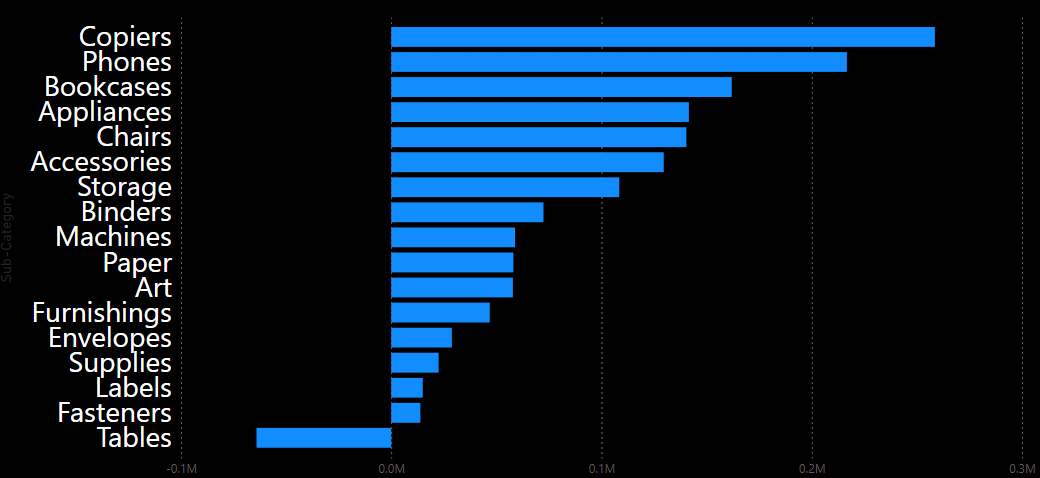 Copiers
Phones
Bookcases
Appliances
Chairs
Accessories
Storage
Binders
Machines
Paper
Art
Furnishings
Envelopes
Supplies
Labels
Fasteners
Tables
Sub-Category
-0.1M 0.0M 0.1M 0.2M 0.3M